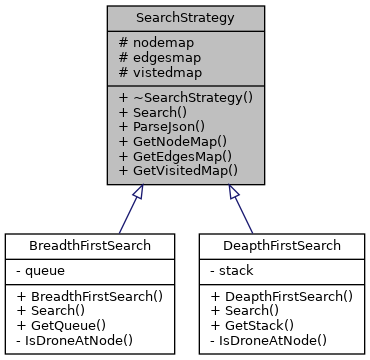 SearchStrategy
# nodemap
# edgesmap
# vistedmap
+ ~SearchStrategy()
+ Search()
+ ParseJson()
+ GetNodeMap()
+ GetEdgesMap()
+ GetVisitedMap()
BreadthFirstSearch
- queue
+ BreadthFirstSearch()
+ Search()
+ GetQueue()
- IsDroneAtNode()
DeapthFirstSearch
- stack
+ DeapthFirstSearch()
+ Search()
+ GetStack()
- IsDroneAtNode()